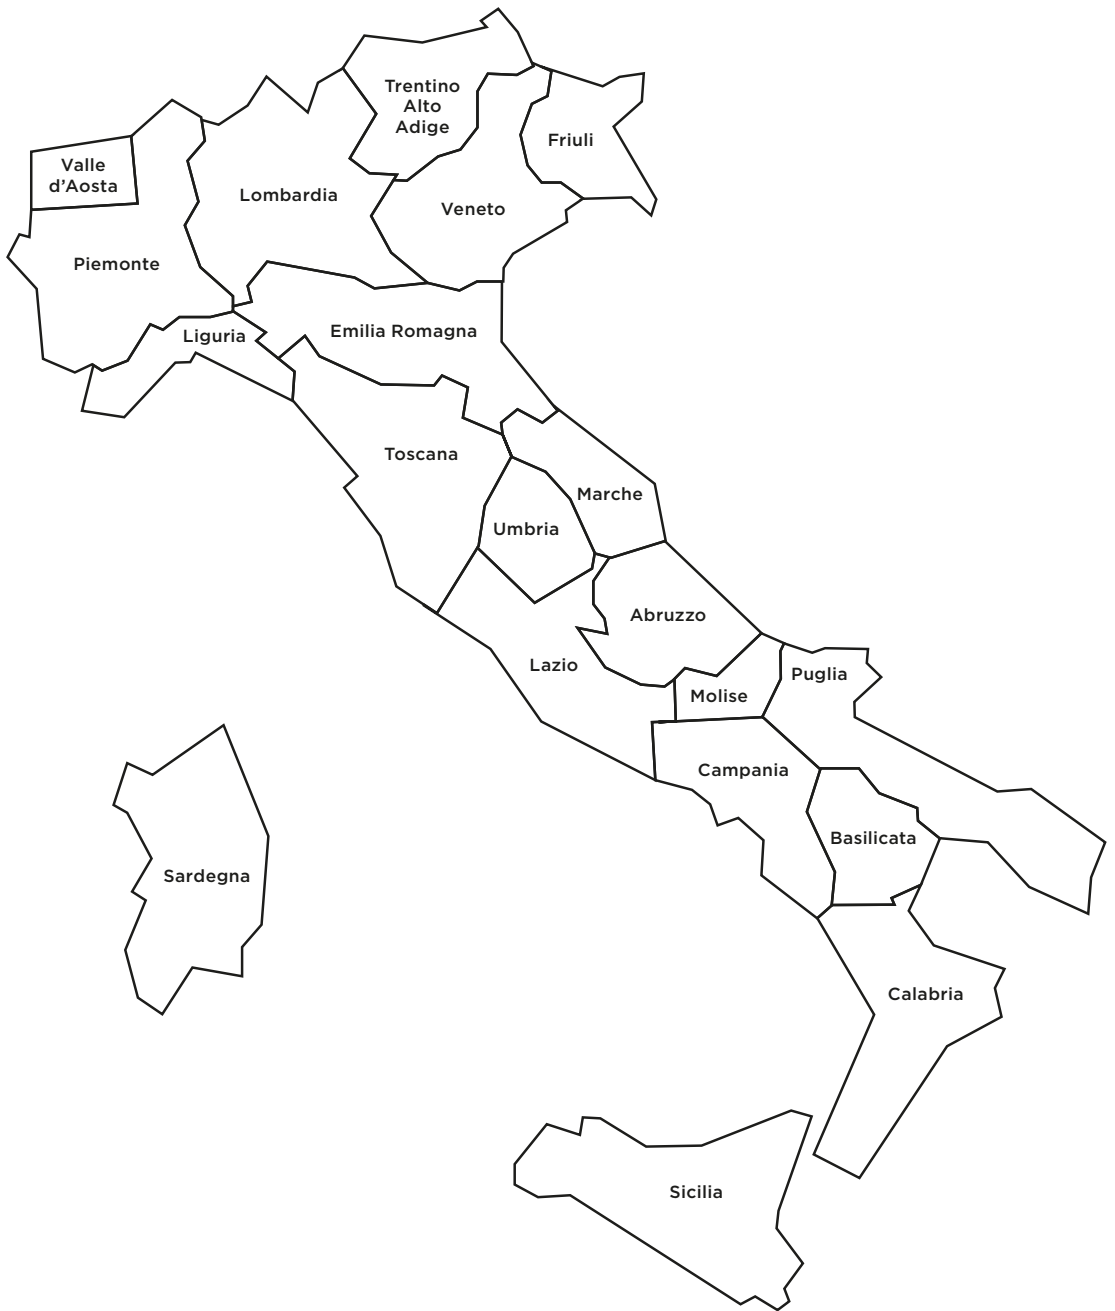 Trentino
Alto
Adige
Friuli
Valle
d’Aosta
Lombardia
Veneto
Piemonte
Liguria
Emilia Romagna
Toscana
Marche
Umbria
Abruzzo
Lazio
Puglia
Molise
Campania
Basilicata
Sardegna
Calabria
Sicilia